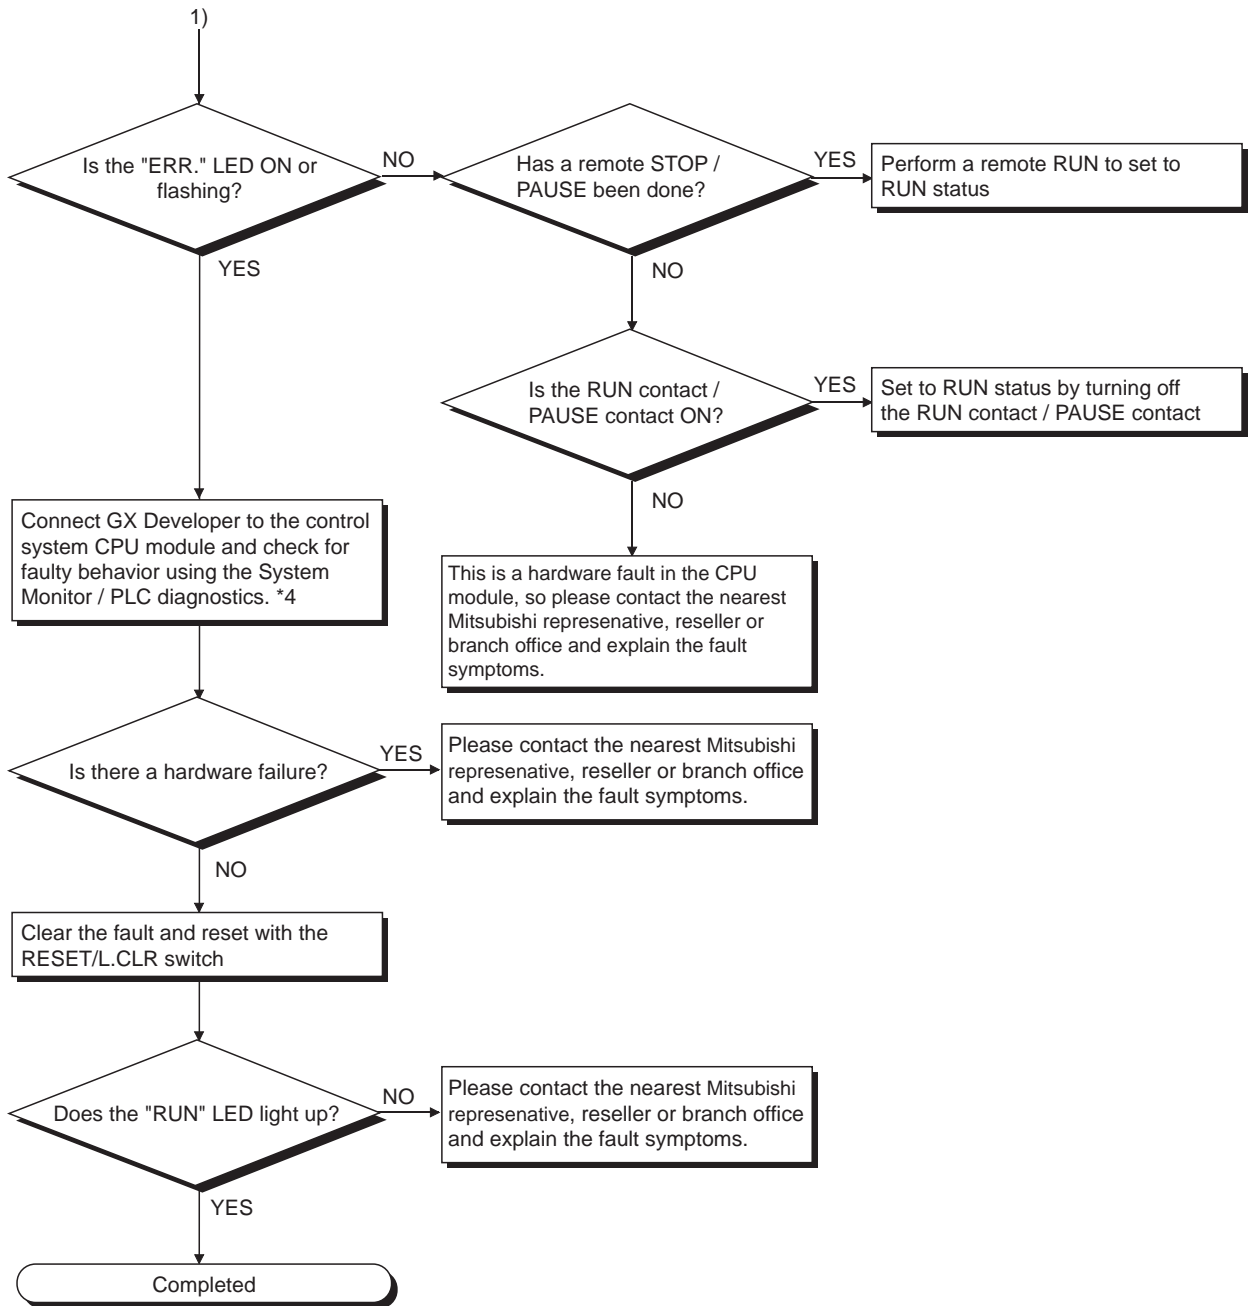 1)
Is the "ERR." LED ON or
flashing?
NO
Has a remote STOP /
PAUSE been done?
YES
Perform a remote RUN to set to
RUN status
YES
NO
Is the RUN contact /
PAUSE contact ON?
YES
Set to RUN status by turning off
the RUN contact / PAUSE contact
NO
Connect GX Developer to the control
system CPU module and check for
faulty behavior using the System
Monitor / PLC diagnostics. *4
This is a hardware fault in the CPU
module, so please contact the nearest
Mitsubishi represenative, reseller or
branch office and explain the fault
symptoms.
Is there a hardware failure?
YES
Please contact the nearest Mitsubishi
represenative, reseller or branch office
and explain the fault symptoms.
NO
Clear the fault and reset with the
RESET/L.CLR switch
Does the "RUN" LED light up?
NO
Please contact the nearest Mitsubishi
represenative, reseller or branch office
and explain the fault symptoms.
YES
Completed